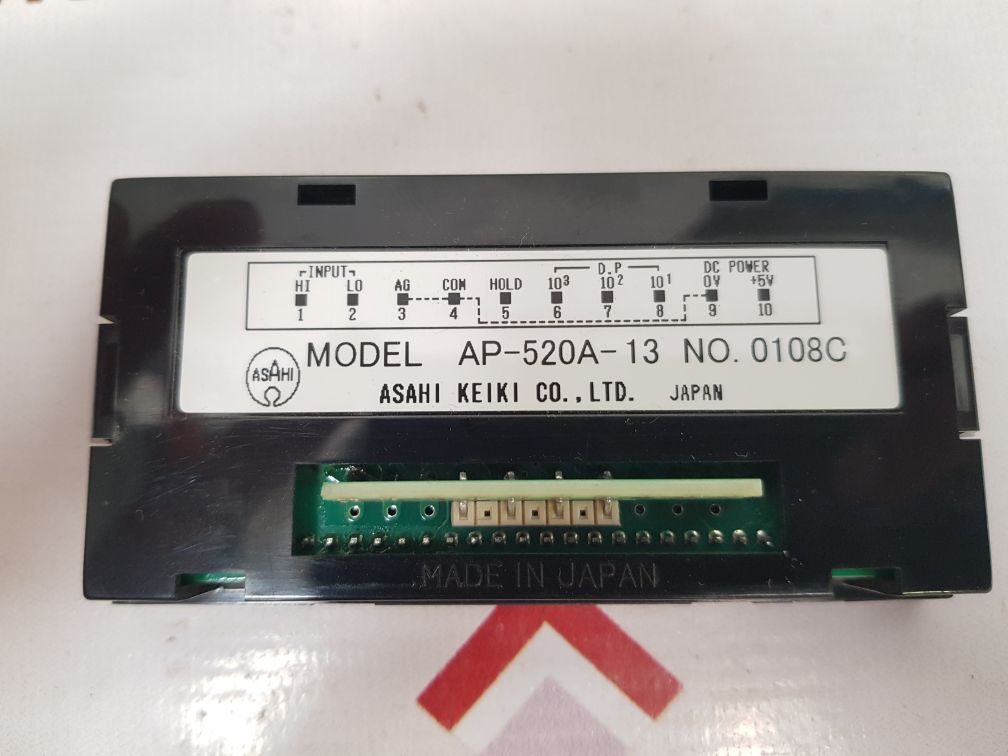 INPUT D.P DC POWER
HI LO AG COM HOLD 10³ 10² 10¹ 0V +5V
1 2 3 4 5 6 7 8 9 10
ASAHI
MODEL AP-520A-13 NO. 0108C
ASAHI KEIKI CO.,LTD. JAPAN
MADE IN JAPAN